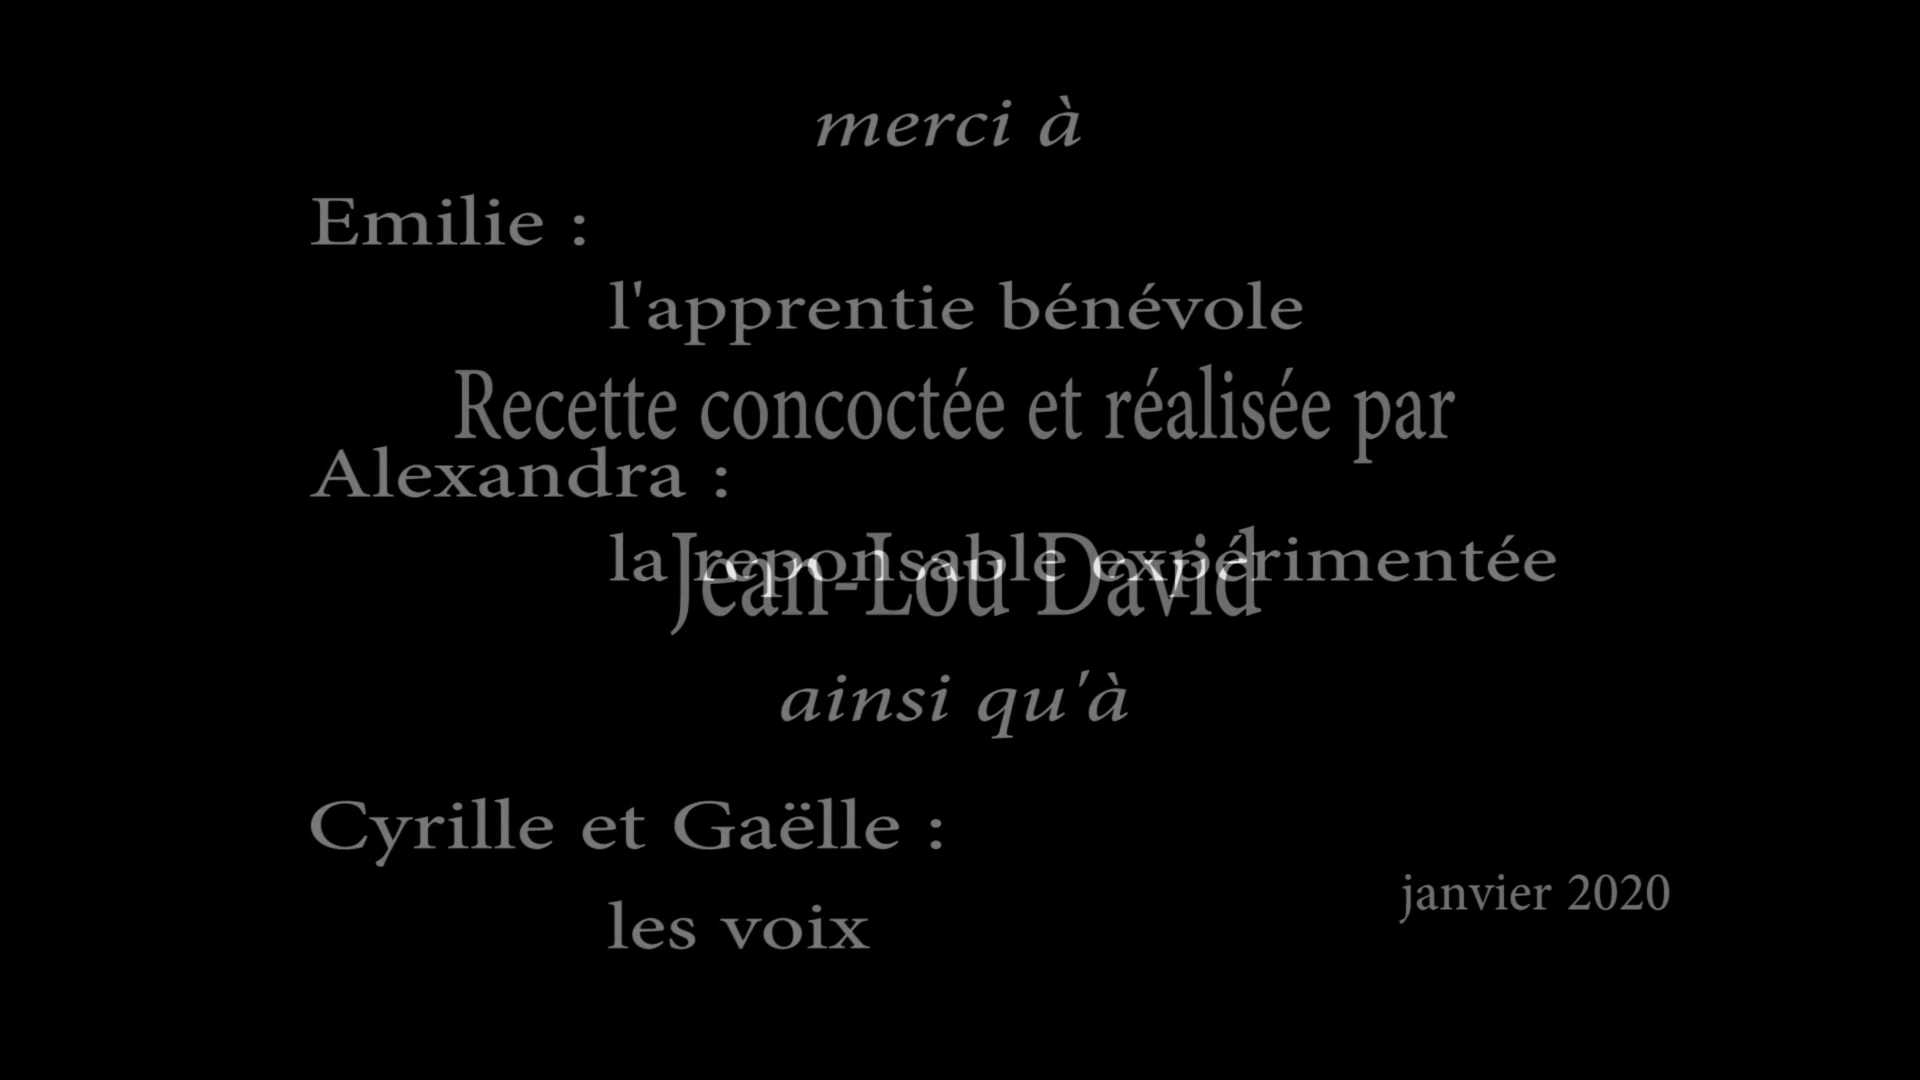 merci à
Emilie :
l'apprentie bénévole
Recette concoctée et réalisée par
Alexandra :
la reponsable expérimentée
Jean-Lou David
ainsi qu'à
Cyrille et Gaëlle :
janvier 2020
les voix